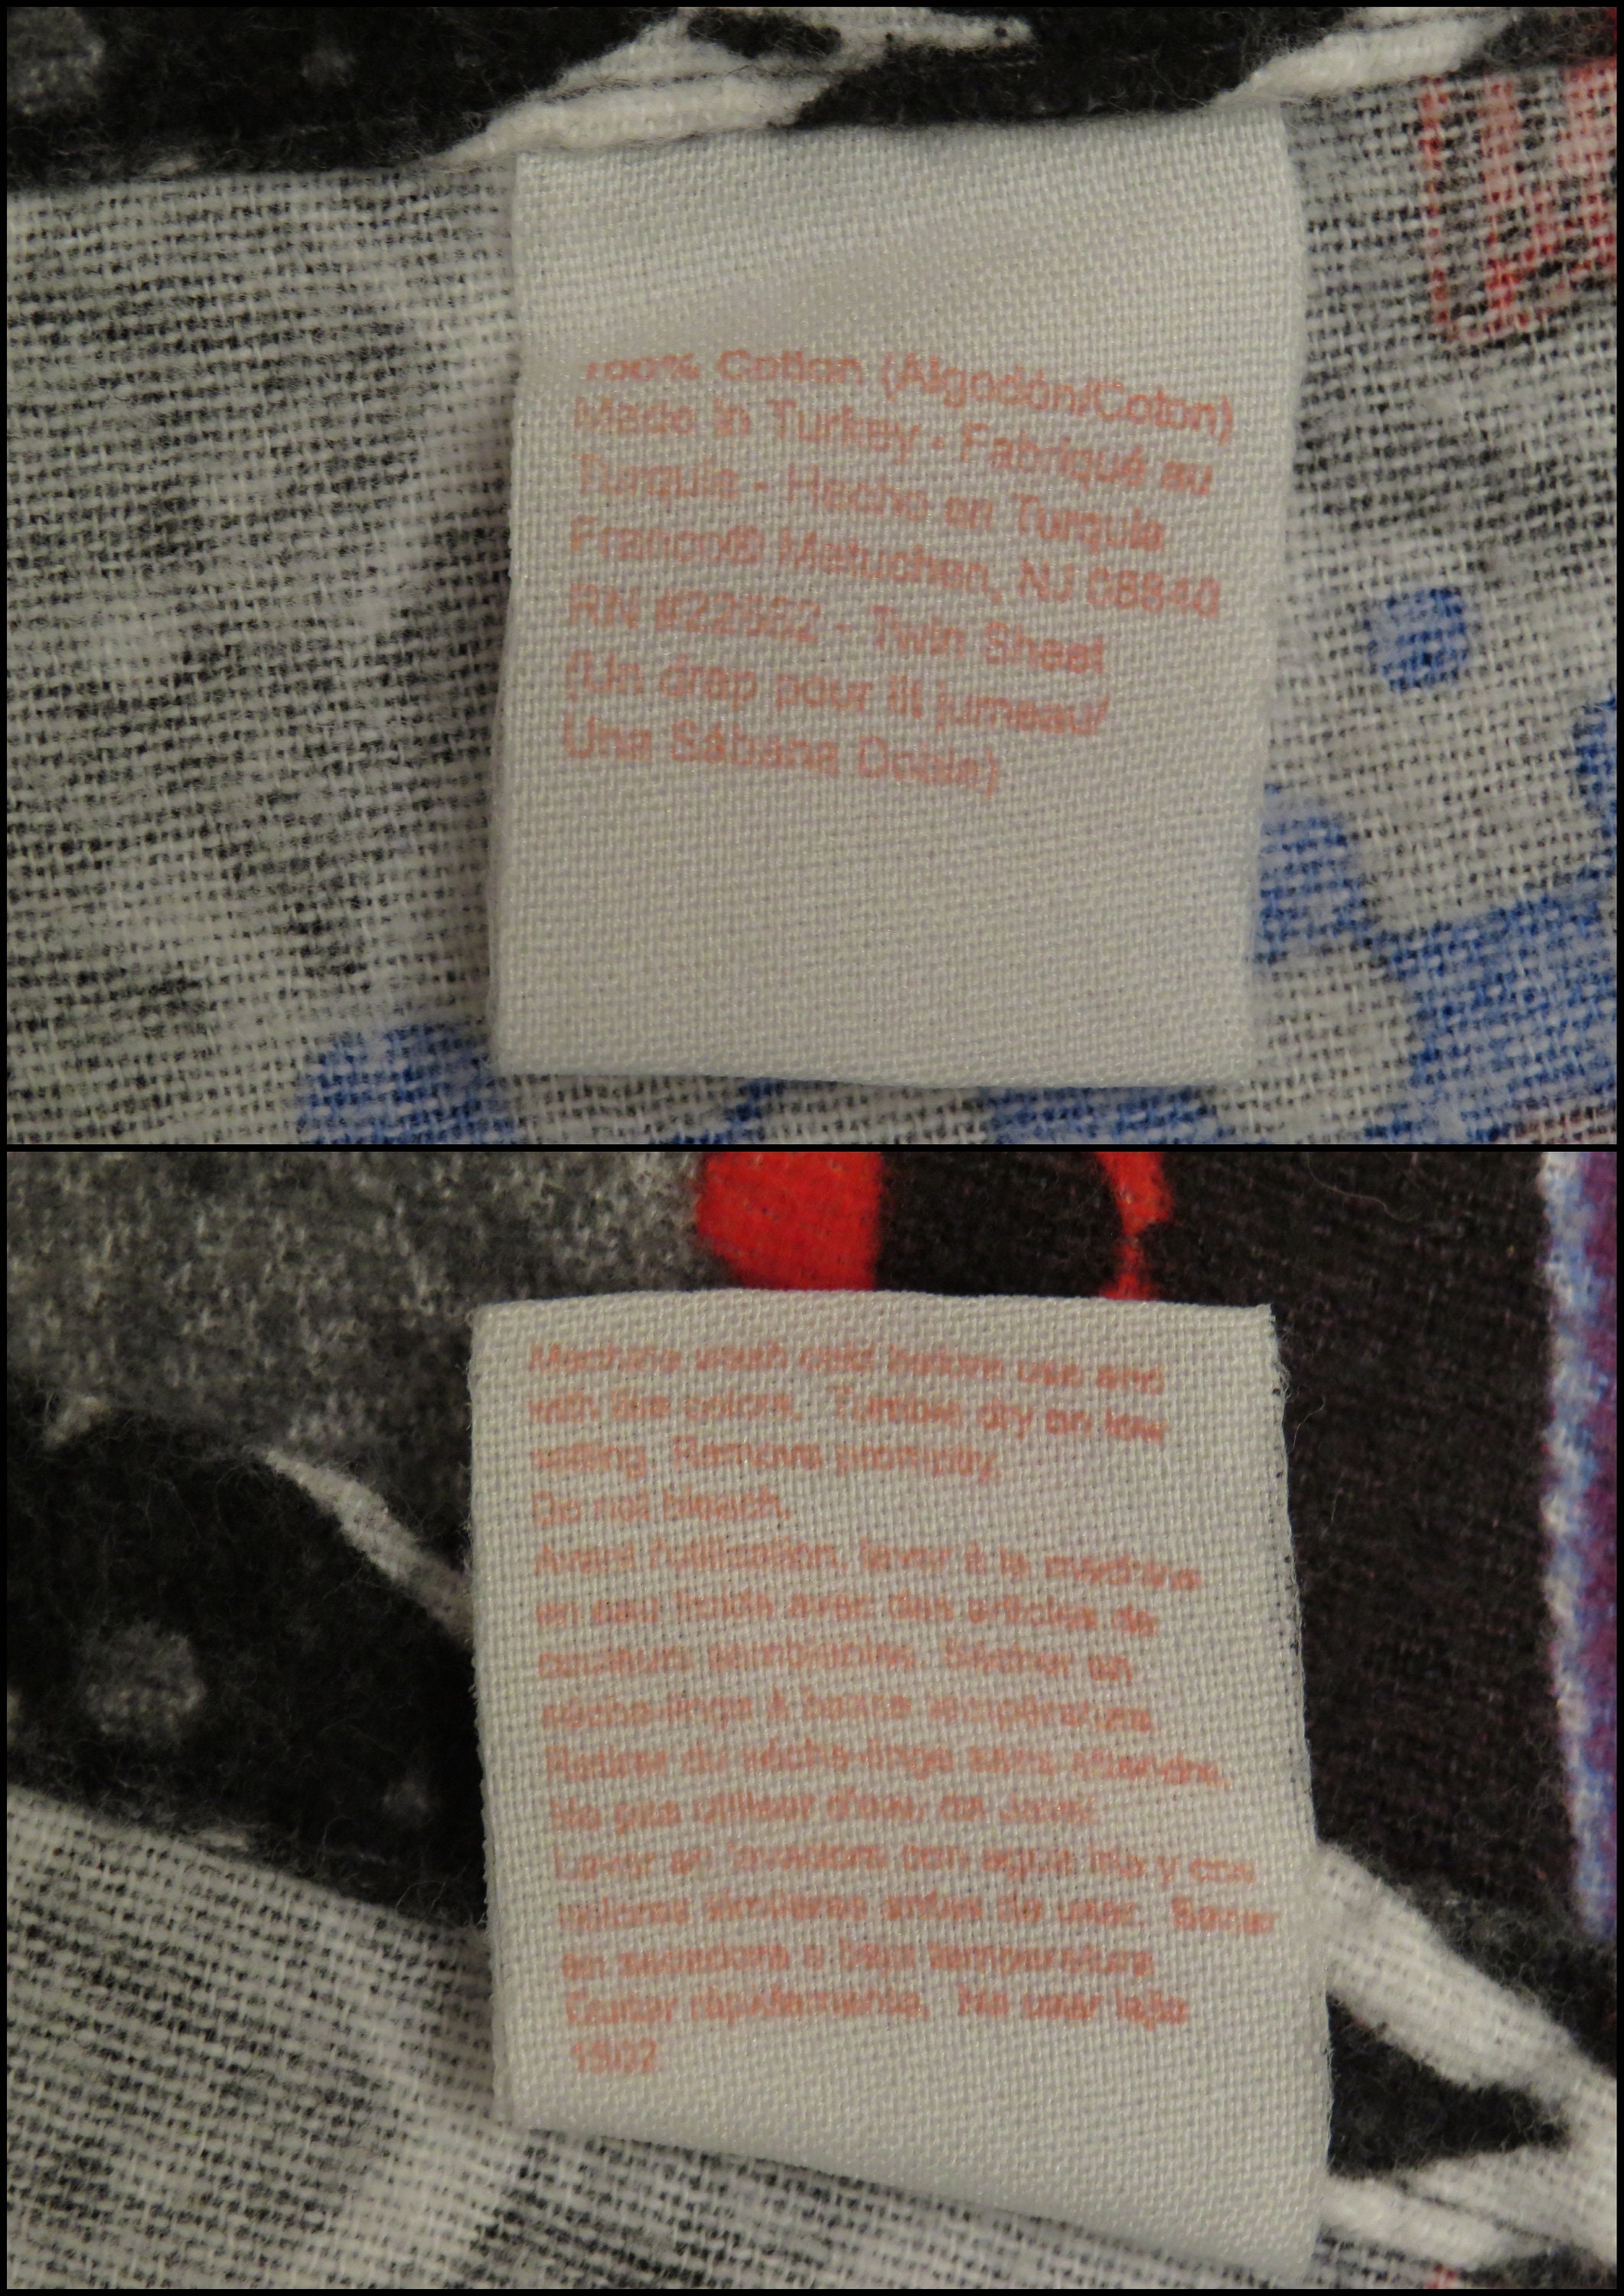 100% Cotton (Algodón/Coton)
Made in Turkey - Fabriqué au
Turquie - Hecho en Turquia
Franco® Metuchen, NJ 08840
RN - Twin Sheet
(Un drap pour lit jumeau/
Una Sábana Doble)
Machine wash cold before use and
with like colors. Tumble dry on low
setting. Remove promptly.
Do not bleach.
Avant l'utilisation, laver à la machine
en eau froide avec des articles de
couleurs semblables. Sécher en
sèche-linge à basse température.
Retirer du sèche-linge sans attendre.
Ne pas utiliser d'eau de Javel.
Lavar en lavadora con agua fria y con
colores similares antes de usar. Secar
en secadora a baja temperatura.
rápidamente. No usar
1507